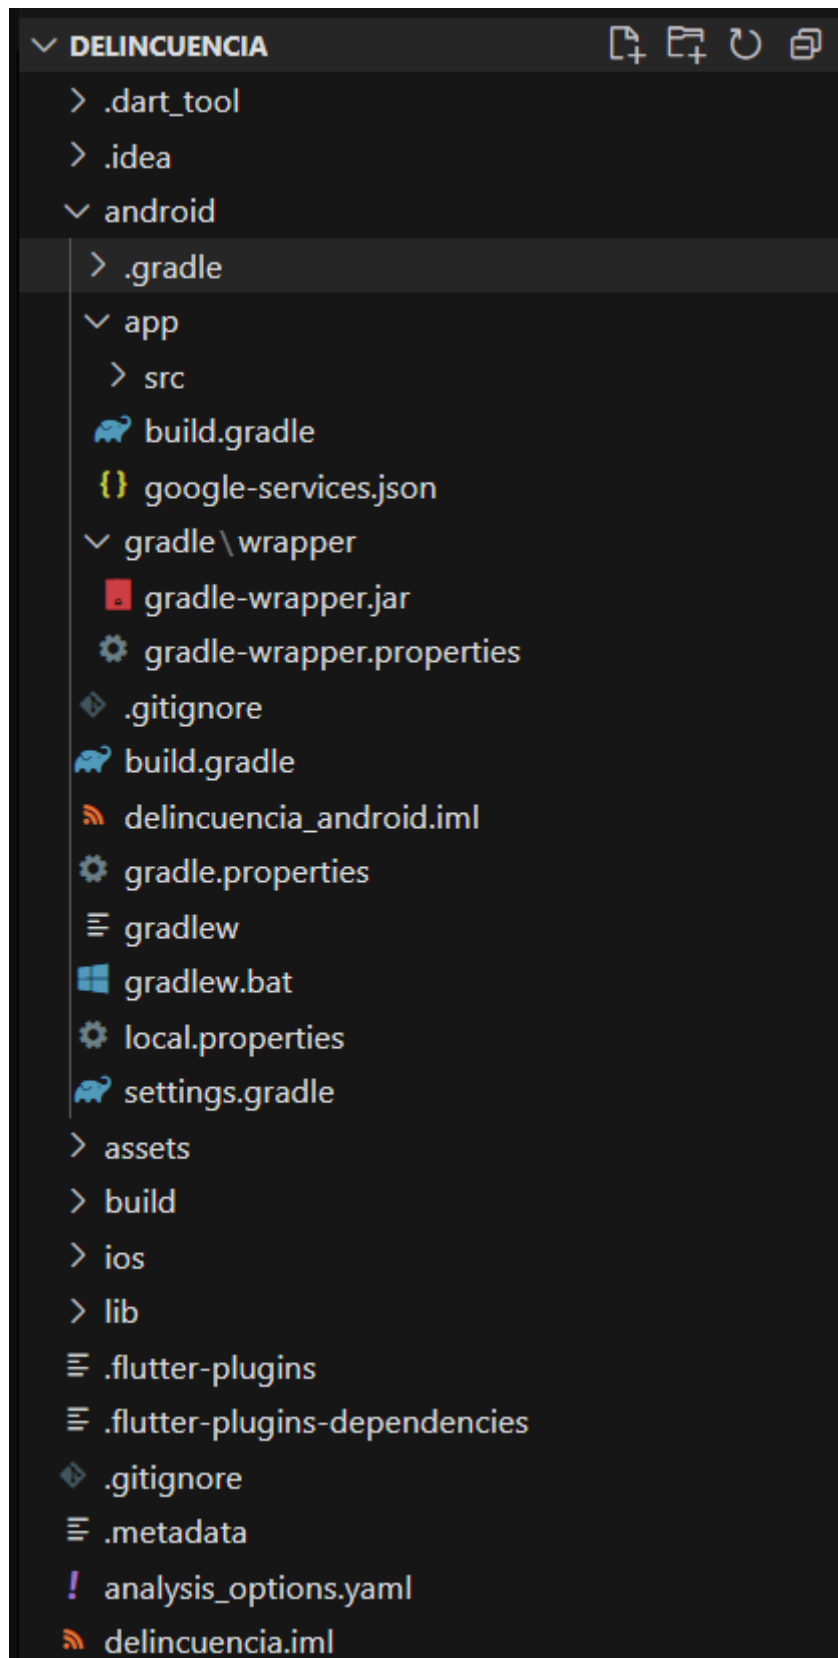 DELINCUENCIA
.dart_tool
.idea
android
.gradle
app
src
build.gradle
google-services.json
gradle\wrapper
gradle-wrapper.jar
gradle-wrapper.properties
.gitignore
build.gradle
delincuencia_android.iml
gradle.properties
gradlew
gradlew.bat
local.properties
settings.gradle
assets
build
ios
lib
.flutter-plugins
.flutter-plugins-dependencies
.gitignore
.metadata
analysis_options.yaml
delincuencia.iml